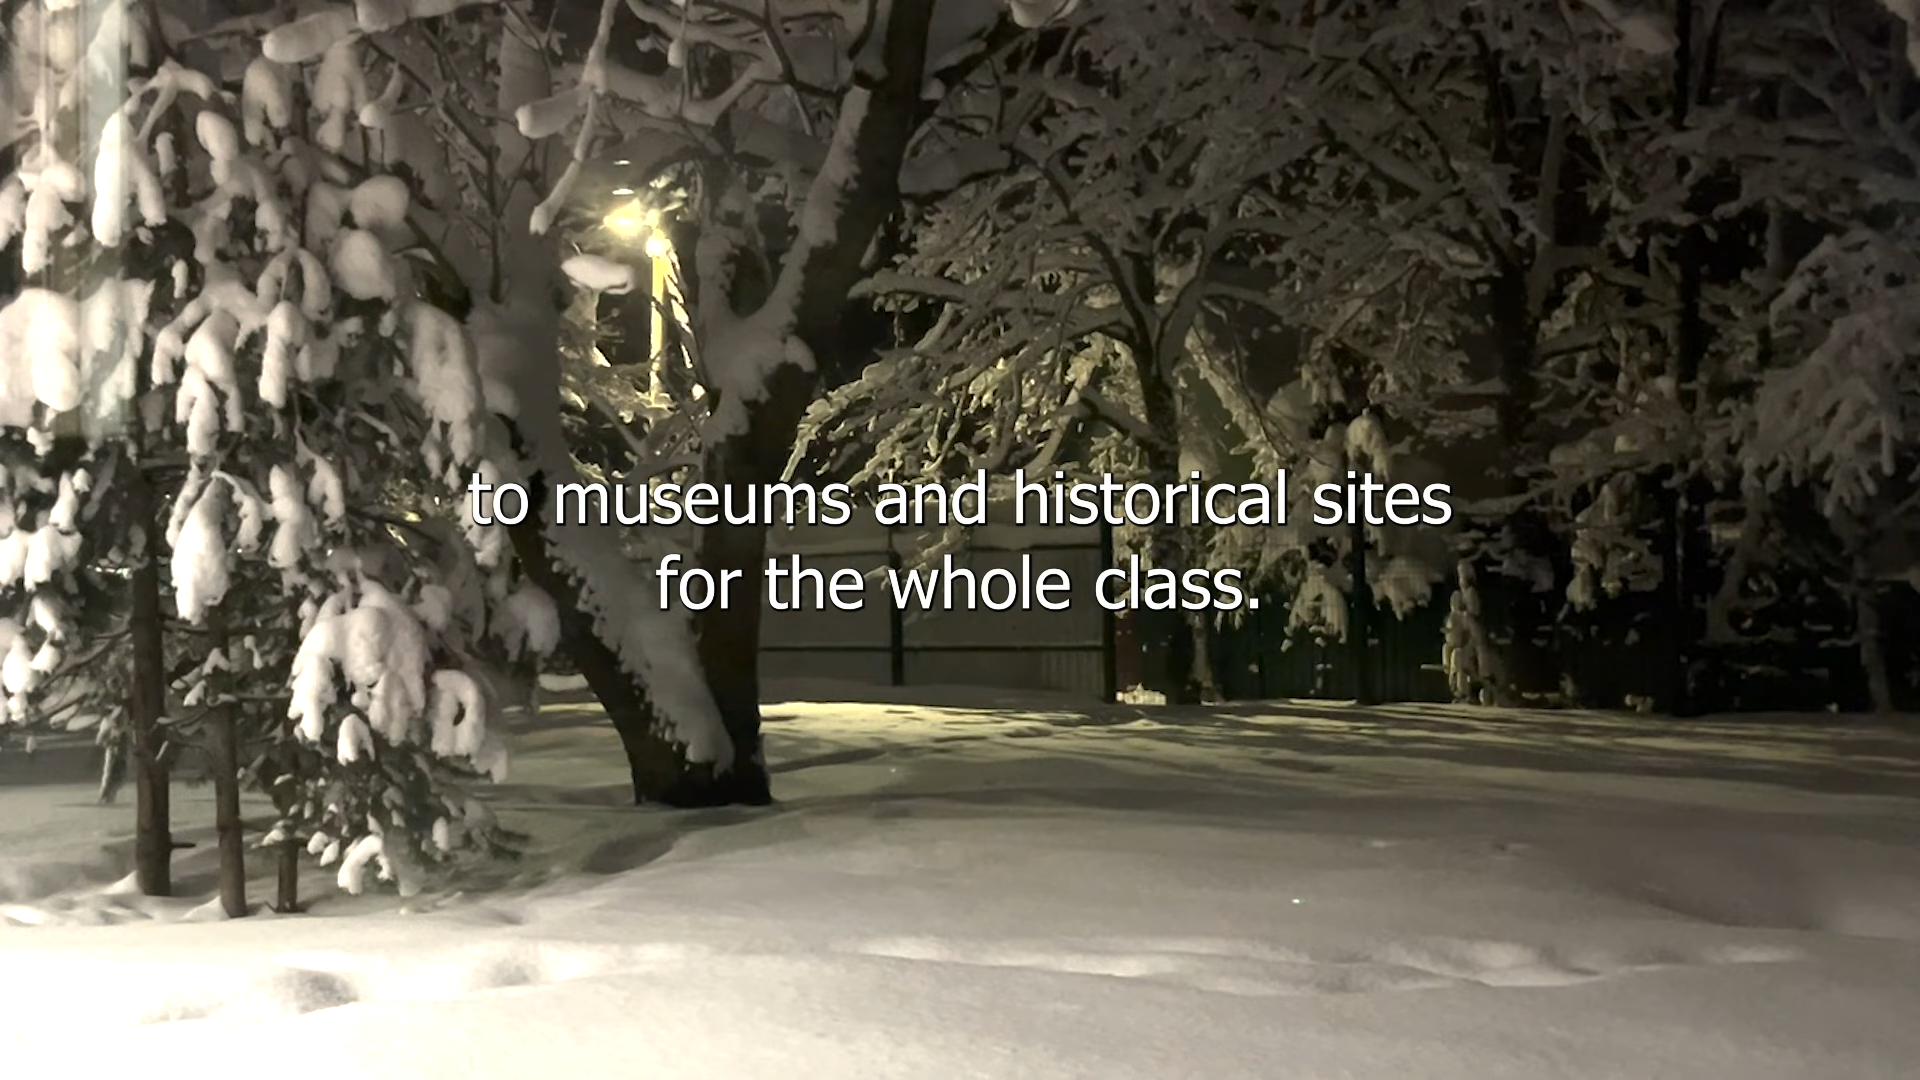 to museums and historical sites
for the whole class.